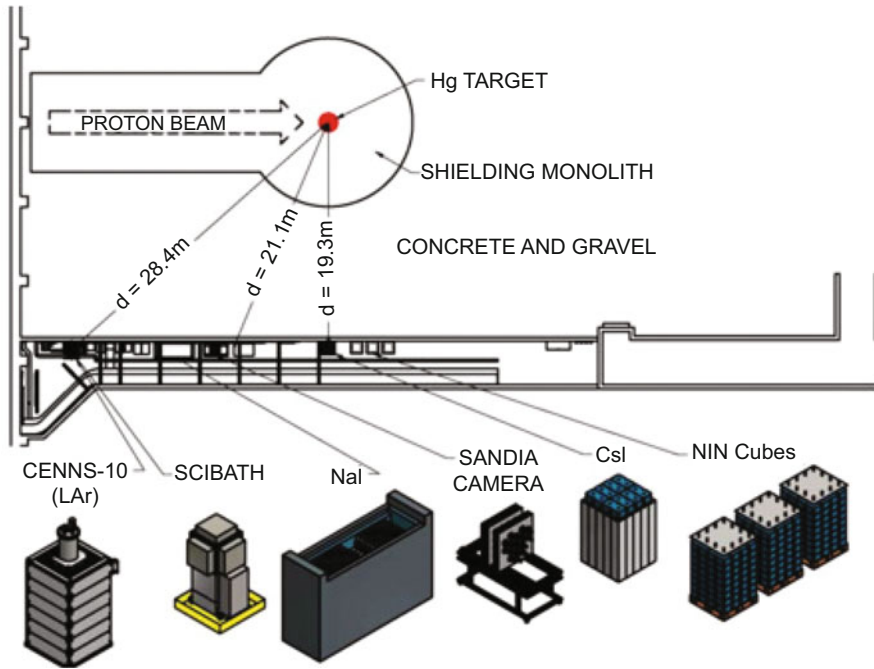 Hg TARGET
PROTON BEAM
SHIELDING MONOLITH
d = 28.4m
d = 21.1m
d = 19.3m
CONCRETE AND GRAVEL
CENNS-10
(LAr)
SCIBATH
NaI
SANDIA
CAMERA
CsI
NIN Cubes